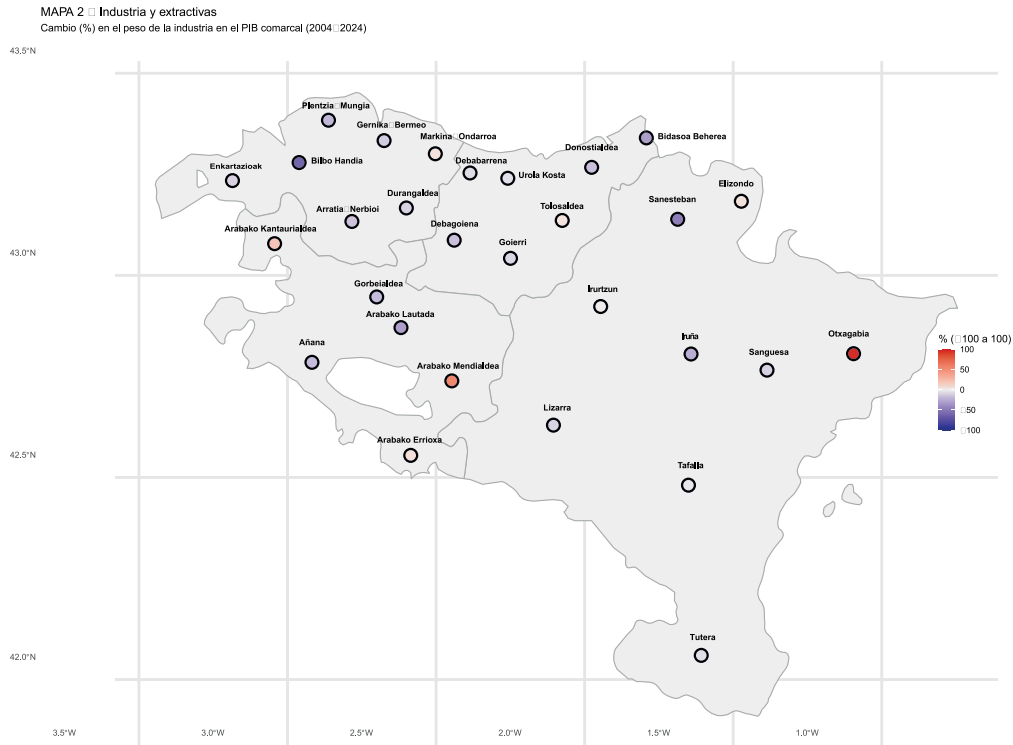 MAPA 2 □ Industria y extractivas
Cambio (%) en el peso de la industria en el PIB comarcal (2004□2024)
43.5°N
Plentzia□Mungia
Gernika□Bermeo
Markina□Ondarroa
Bidasoa Beherea
Donostialdea
Bilbo Handia
Debabarrena
Enkartazioak
Urola Kosta
Elizondo
Durangaldea
Sanesteban
Tolosaldea
Arratia□Nerbioi
Debagoiena
Arabako Kantaurialdea
Goierri
43.0°N
Gorbeialdea
Irurtzun
Arabako Lautada
Otxagabia
Iruña
% (□100 a 100)
Añana
Sanguesa
100
Arabako Mendialdea
50
0
Lizarra
□50
□100
Arabako Errioxa
42.5°N
Tafalla
Tutera
42.0°N
3.5°W
3.0°W
2.5°W
2.0°W
1.5°W
1.0°W